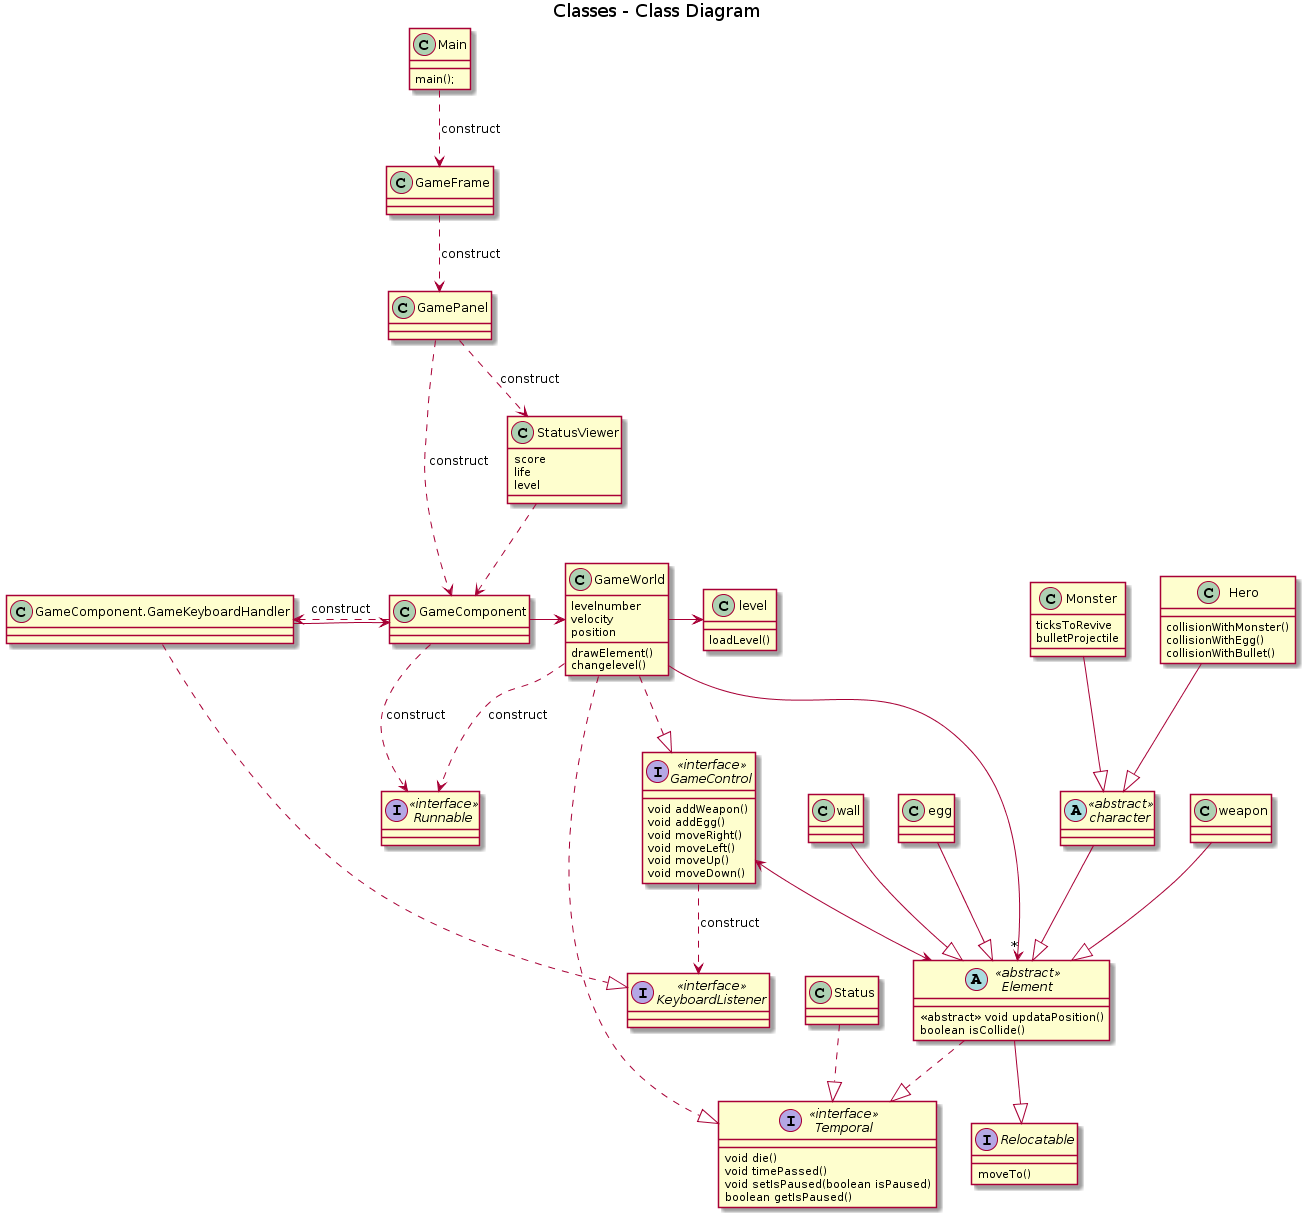 Classes - Class Diagram
C Main
main();
construct
C GameFrame
construct
C GamePanel
construct
construct
C StatusViewer
score
life
level
C GameComponent.GameKeyboardHandler
construct
C GameComponent
C GameWorld
levelnumber
velocity
position
drawElement()
changelevel()
C level
loadLevel()
C Monster
ticksToRevive
bulletProjectile
C Hero
collisionWithMonster()
collisionWithEgg()
collisionWithBullet()
construct
construct
I «interface»
Runnable
I «interface»
GameControl
void addWeapon()
void addEgg()
void moveRight()
void moveLeft()
void moveUp()
void moveDown()
C wall
C egg
A «abstract»
character
C weapon
construct
*
I «interface»
KeyboardListener
C Status
A «abstract»
Element
«abstract» void updataPosition()
boolean isCollide()
I «interface»
Temporal
void die()
void timePassed()
void setIsPaused(boolean isPaused)
boolean getIsPaused()
I Relocatable
moveTo()